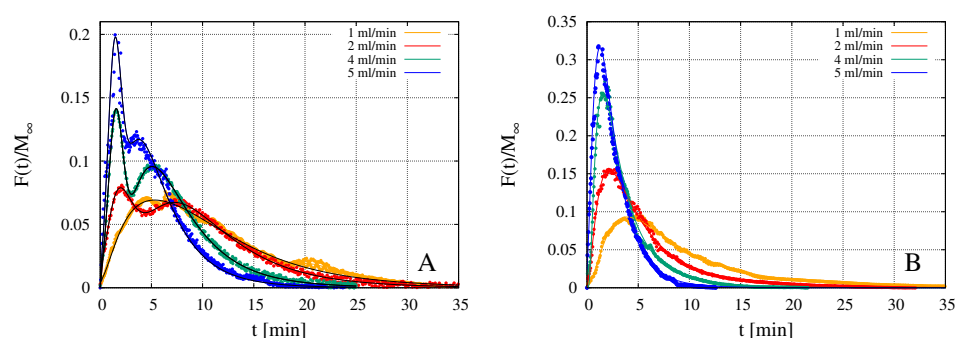 F(t)/M∞
0.2
0.15
0.1
0.05
0
1 ml/min
2 ml/min
4 ml/min
5 ml/min
A
0 5 10 15 20 25 30 35
t [min]
F(t)/M∞
0.35
0.3
0.25
0.2
0.15
0.1
0.05
0
1 ml/min
2 ml/min
4 ml/min
5 ml/min
B
0 5 10 15 20 25 30 35
t [min]